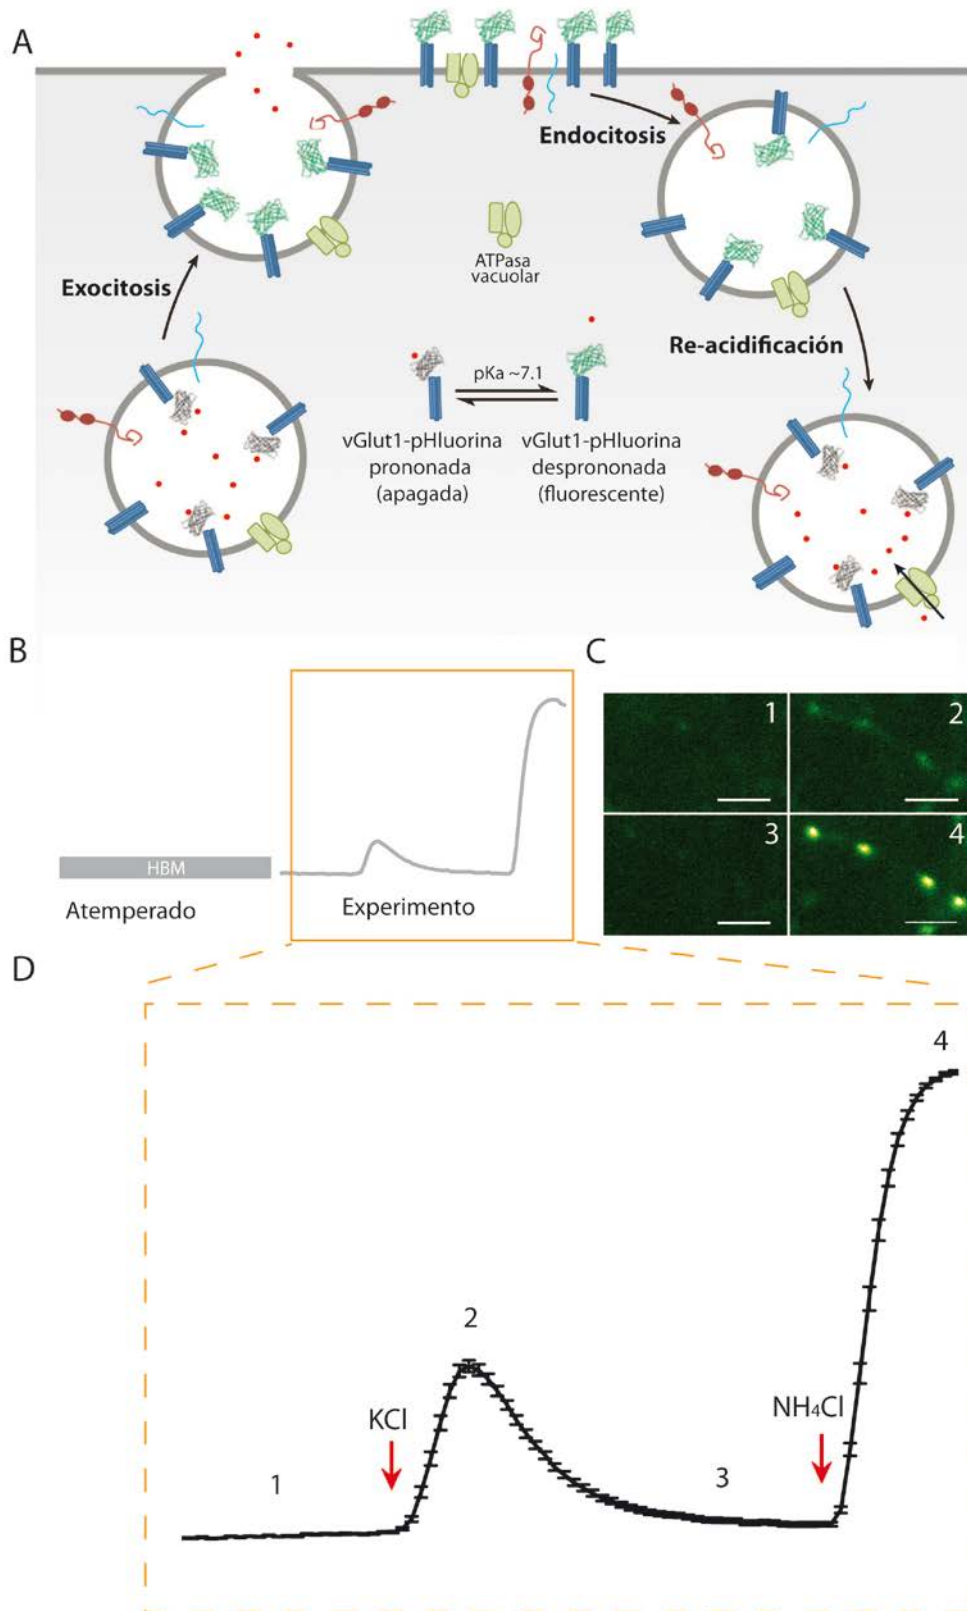 A
Endocitosis
ATPasa
vacuolar
Exocitosis
Re-acidificación
pKa ~7.1
vGlut1-pHluorina
prononada
(apagada)
vGlut1-pHluorina
desprononada
(fluorescente)
B
HBM
Atemperado
Experimento
C
1
2
3
4
D
1
KCl
2
3
NH₄Cl
4